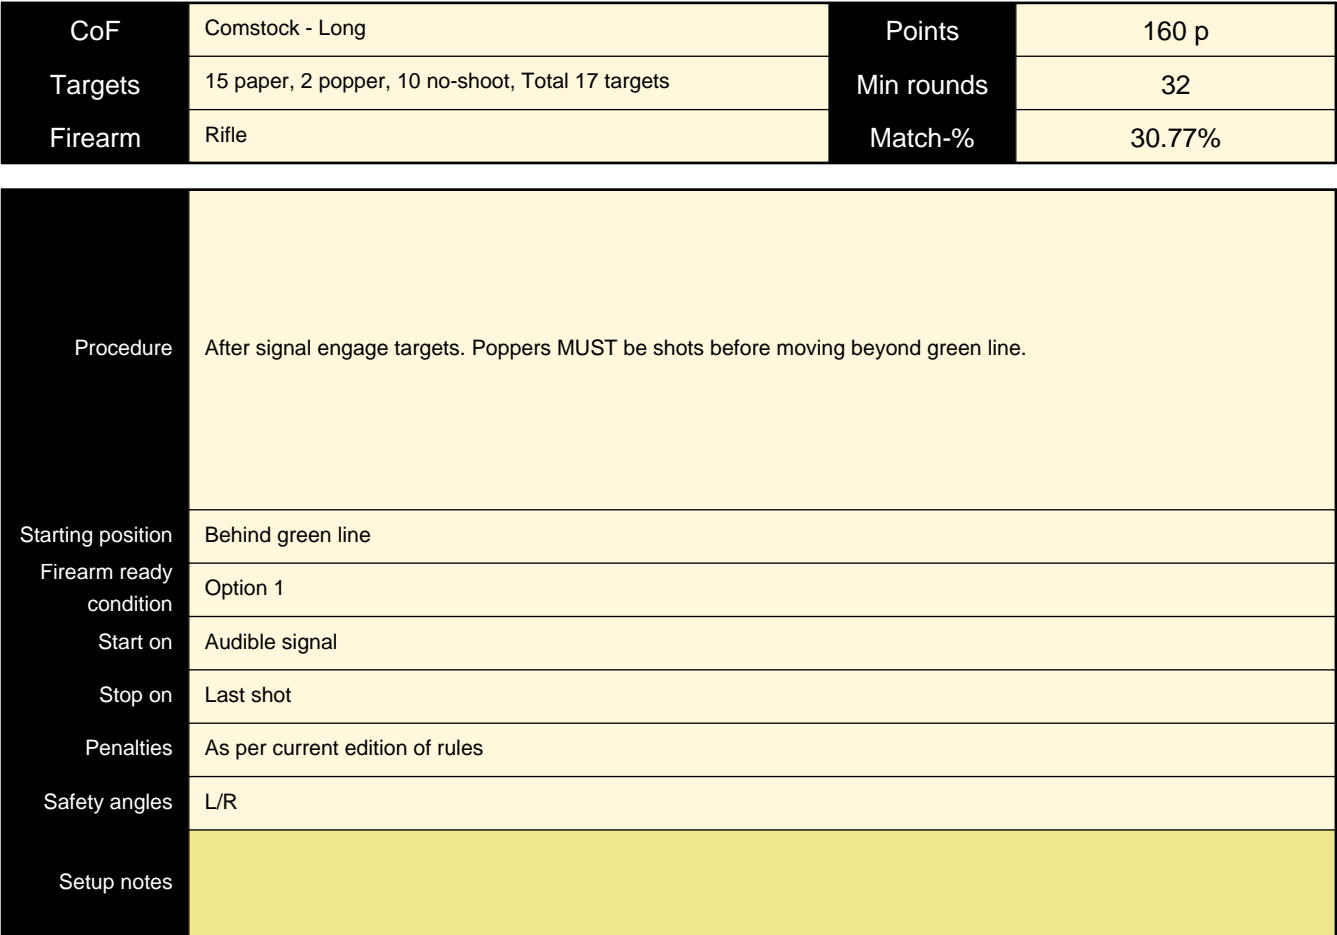 CoF Comstock - Long Points 160 p
Targets 15 paper, 2 popper, 10 no-shoot, Total 17 targets Min rounds 32
Firearm Rifle Match-% 30.77%
Procedure After signal engage targets. Poppers MUST be shots before moving beyond green line.
Starting position Behind green line
Firearm ready
condition Option 1
Start on Audible signal
Stop on Last shot
Penalties As per current edition of rules
Safety angles L/R
Setup notes